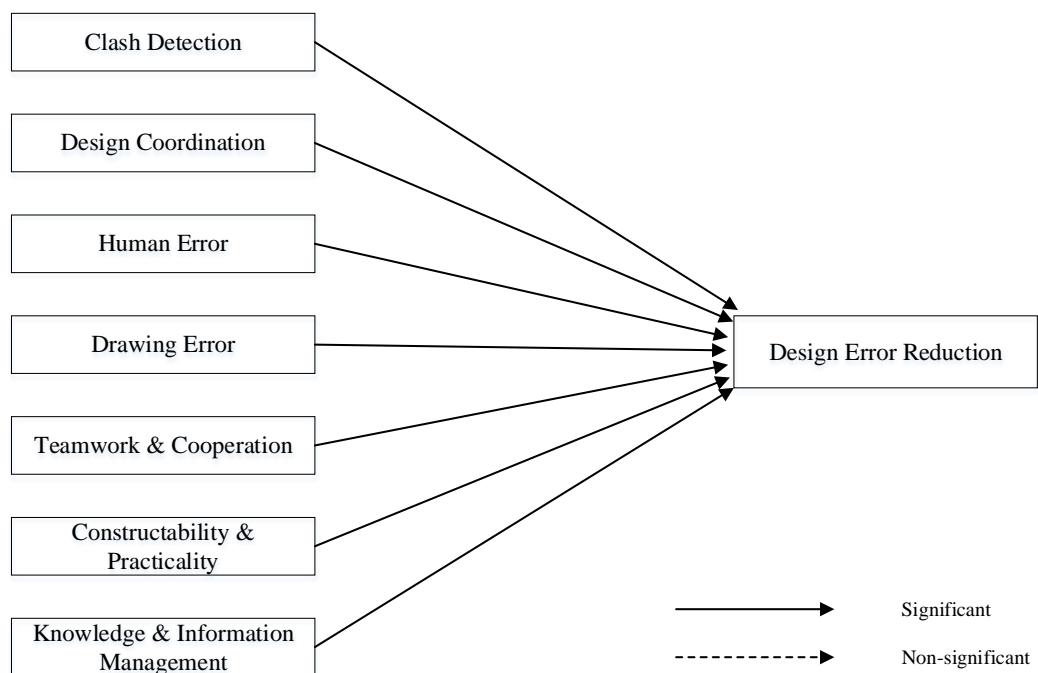 Clash Detection
Design Coordination
Human Error
Drawing Error
Design Error Reduction
Teamwork & Cooperation
Constructability &
Practicality
Knowledge & Information
Management
Significant
Non-significant